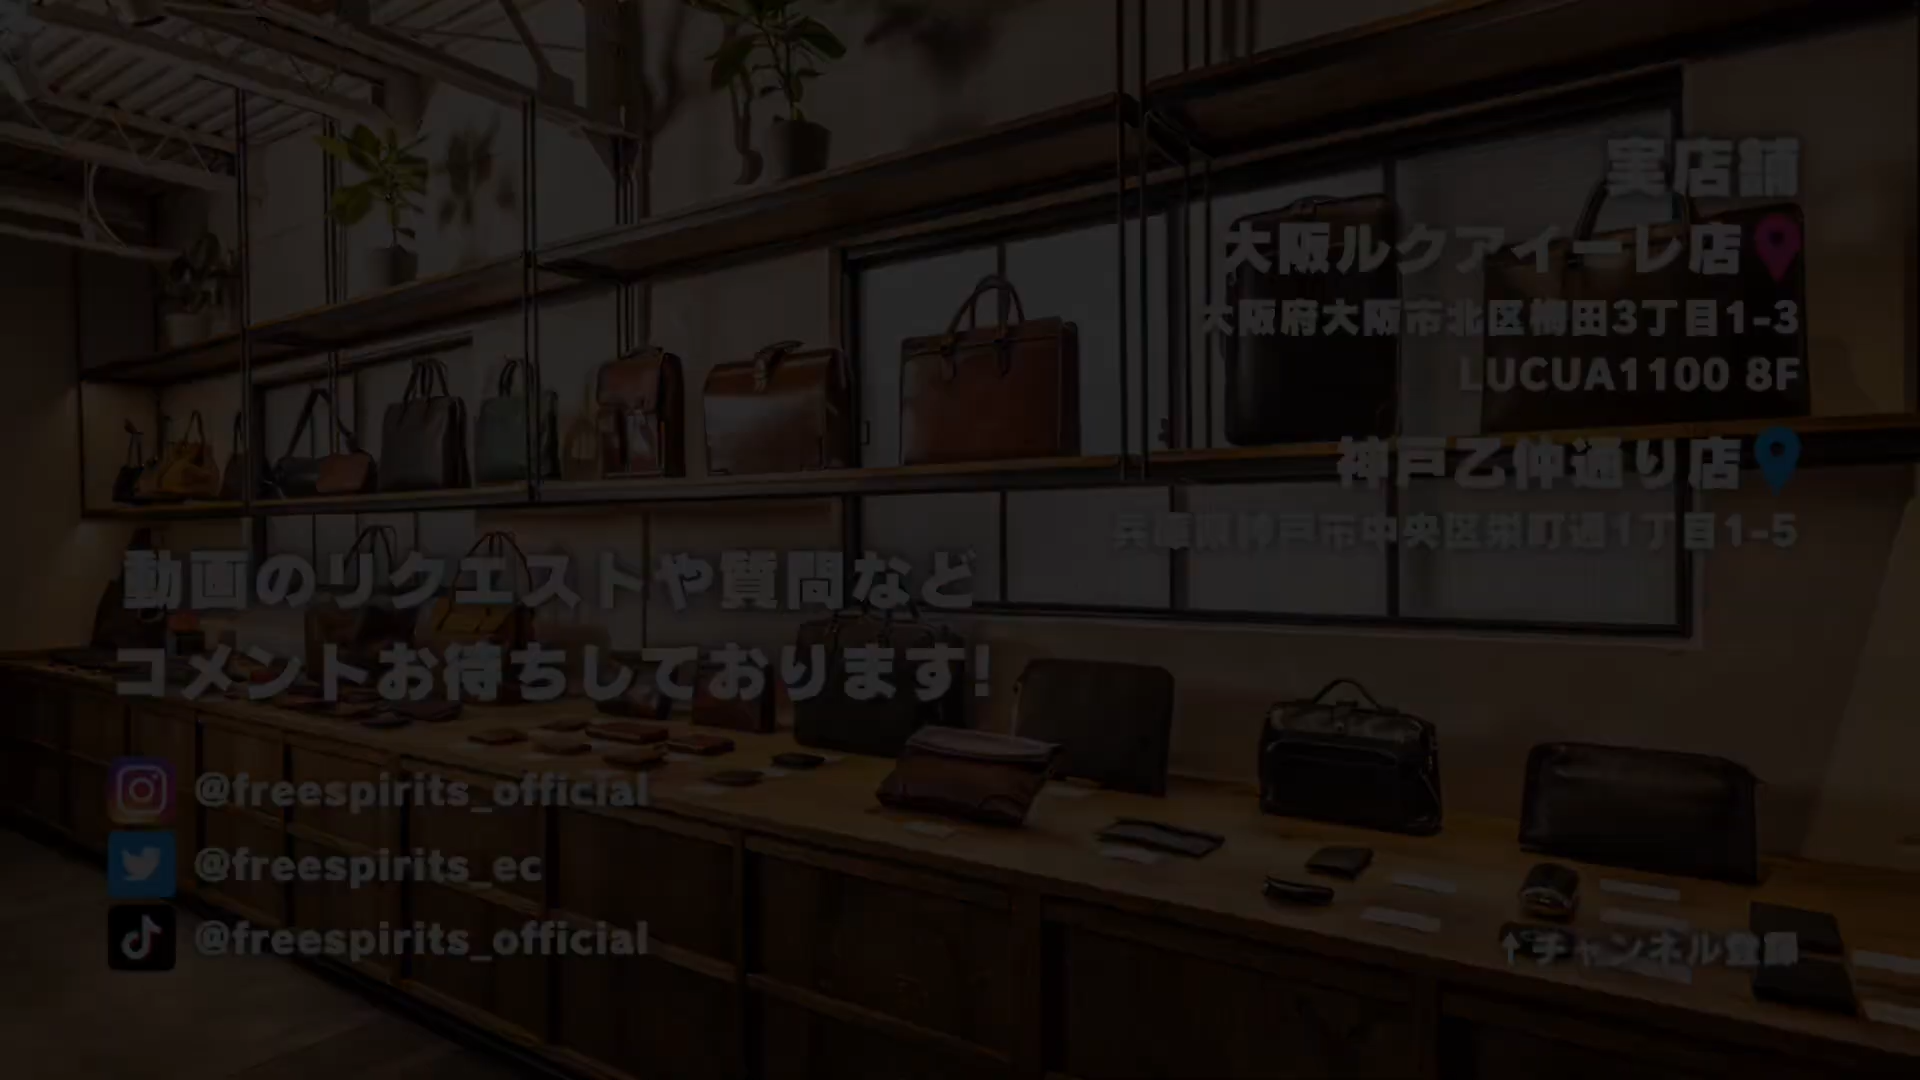 実店舗
大阪ルクアイーレ店
大阪府大阪市北区梅田3丁目1-3
LUCUA1100 8F
神戸乙仲通り店
兵庫県神戸市中央区栄町通1丁目1-5
動画のリクエストや質問など
コメントお待ちしております!
@freespirits_official
@freespirits_ec
@freespirits_official
↑チャンネル登録